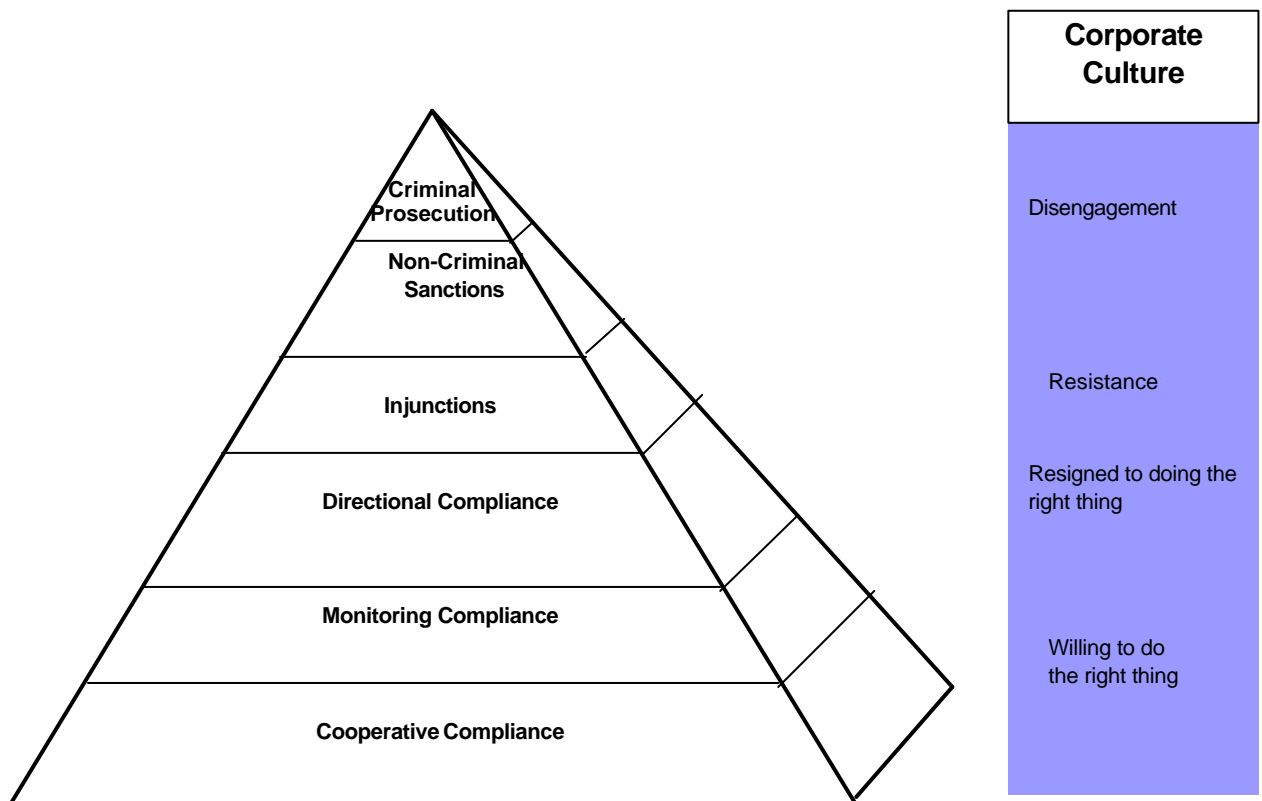 Criminal
Prosecution
Non-Criminal
Sanctions
Injunctions
Directional Compliance
Monitoring Compliance
Cooperative Compliance
Corporate
Culture
Disengagement
Resistance
Resigned to doing the
right thing
Willing to do
the right thing